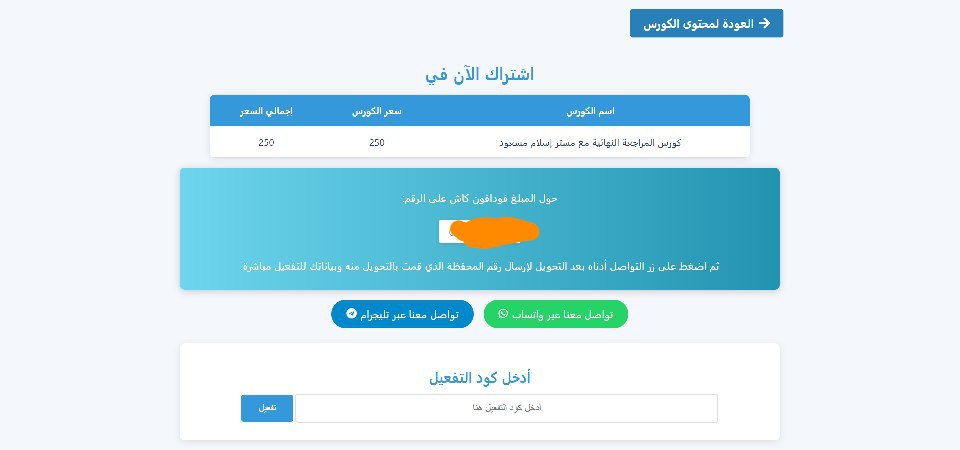 العودة لمحتوى الكورس
اشتراك الآن في
اسم الكورس سعر الكورس إجمالي السعر
كورس المراجعة النهائية مع مستر إسلام مسعود 250 250
حول المبلغ فودافون كاش على الرقم:
ثم اضغط على زر التواصل أدناه بعد التحويل لإرسال رقم المحفظة الذي قمت بالتحويل منه وبياناتك للتفعيل مباشرة
تواصل معنا عبر واتساب تواصل معنا عبر تليجرام
أدخل كود التفعيل
أدخل كود التفعيل هنا تفعيل